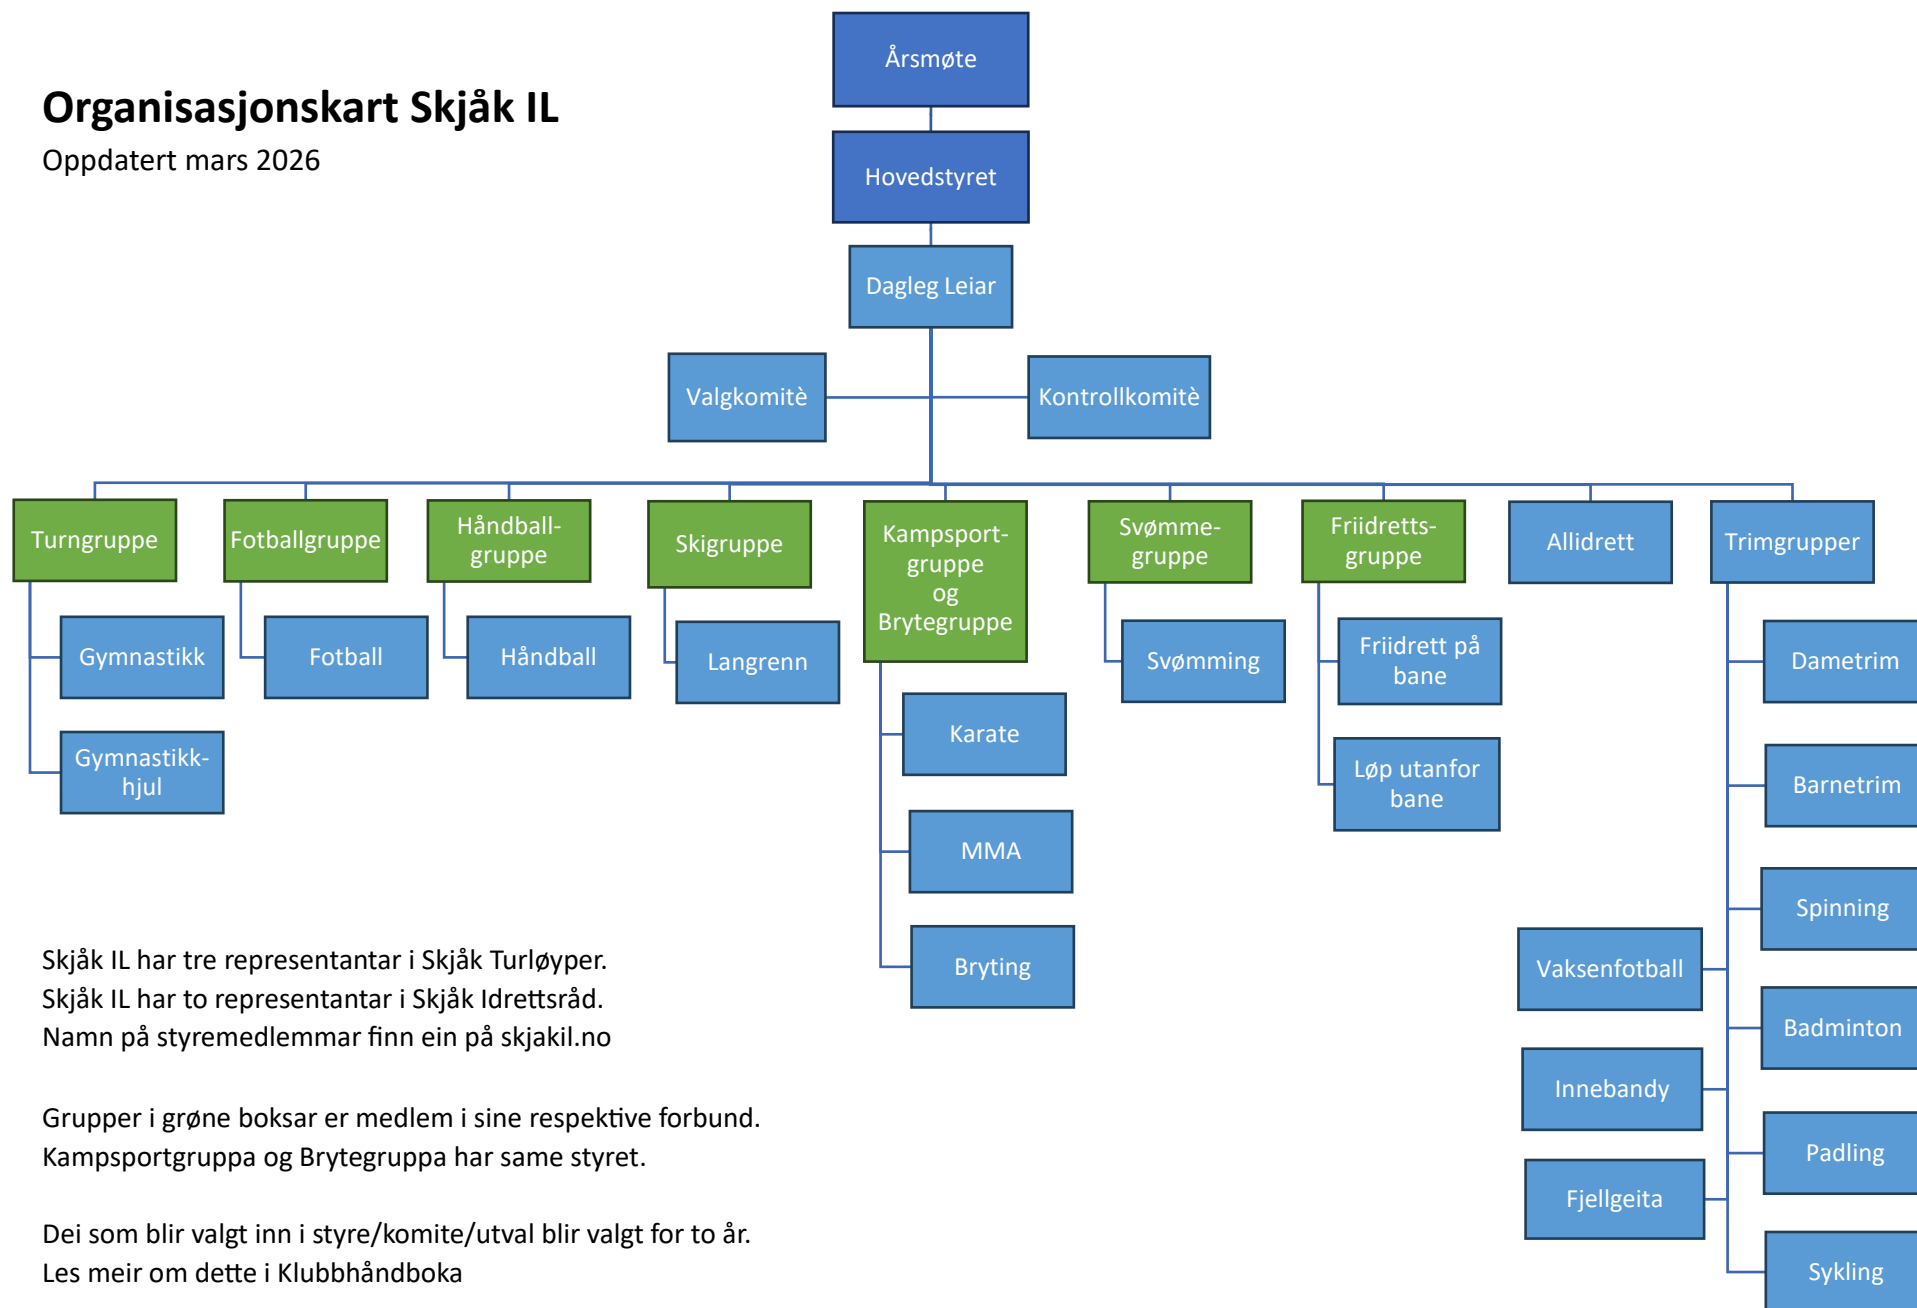 Årsmøte
Organisasjonskart Skjåk IL
Oppdatert mars 2026
Hovedstyret
Dagleg Leiar
Valgkomitè
Kontrollkomitè
Turngruppe
Fotballgruppe
Håndball-
gruppe
Skigruppe
Kampsport-
gruppe
og
Brytegruppe
Svømme-
gruppe
Friidretts-
gruppe
Allidrett
Trimgrupper
Gymnastikk
Gymnastikk-
hjul
Fotball
Håndball
Langrenn
Karate
MMA
Bryting
Svømming
Friidrett på
bane
Løp utanfor
bane
Dametrim
Barnetrim
Spinning
Vaksenfotball
Badminton
Innebandy
Padling
Fjellgeita
Sykling
Skjåk IL har tre representantar i Skjåk Turløyper.
Skjåk IL har to representantar i Skjåk Idrettsråd.
Namn på styremedlemmar finn ein på skjakil.no
Grupper i grøne boksar er medlem i sine respektive forbund.
Kampsportgruppa og Brytegruppa har same styret.
Dei som blir valgt inn i styre/komite/utval blir valgt for to år.
Les meir om dette i Klubbhåndboka